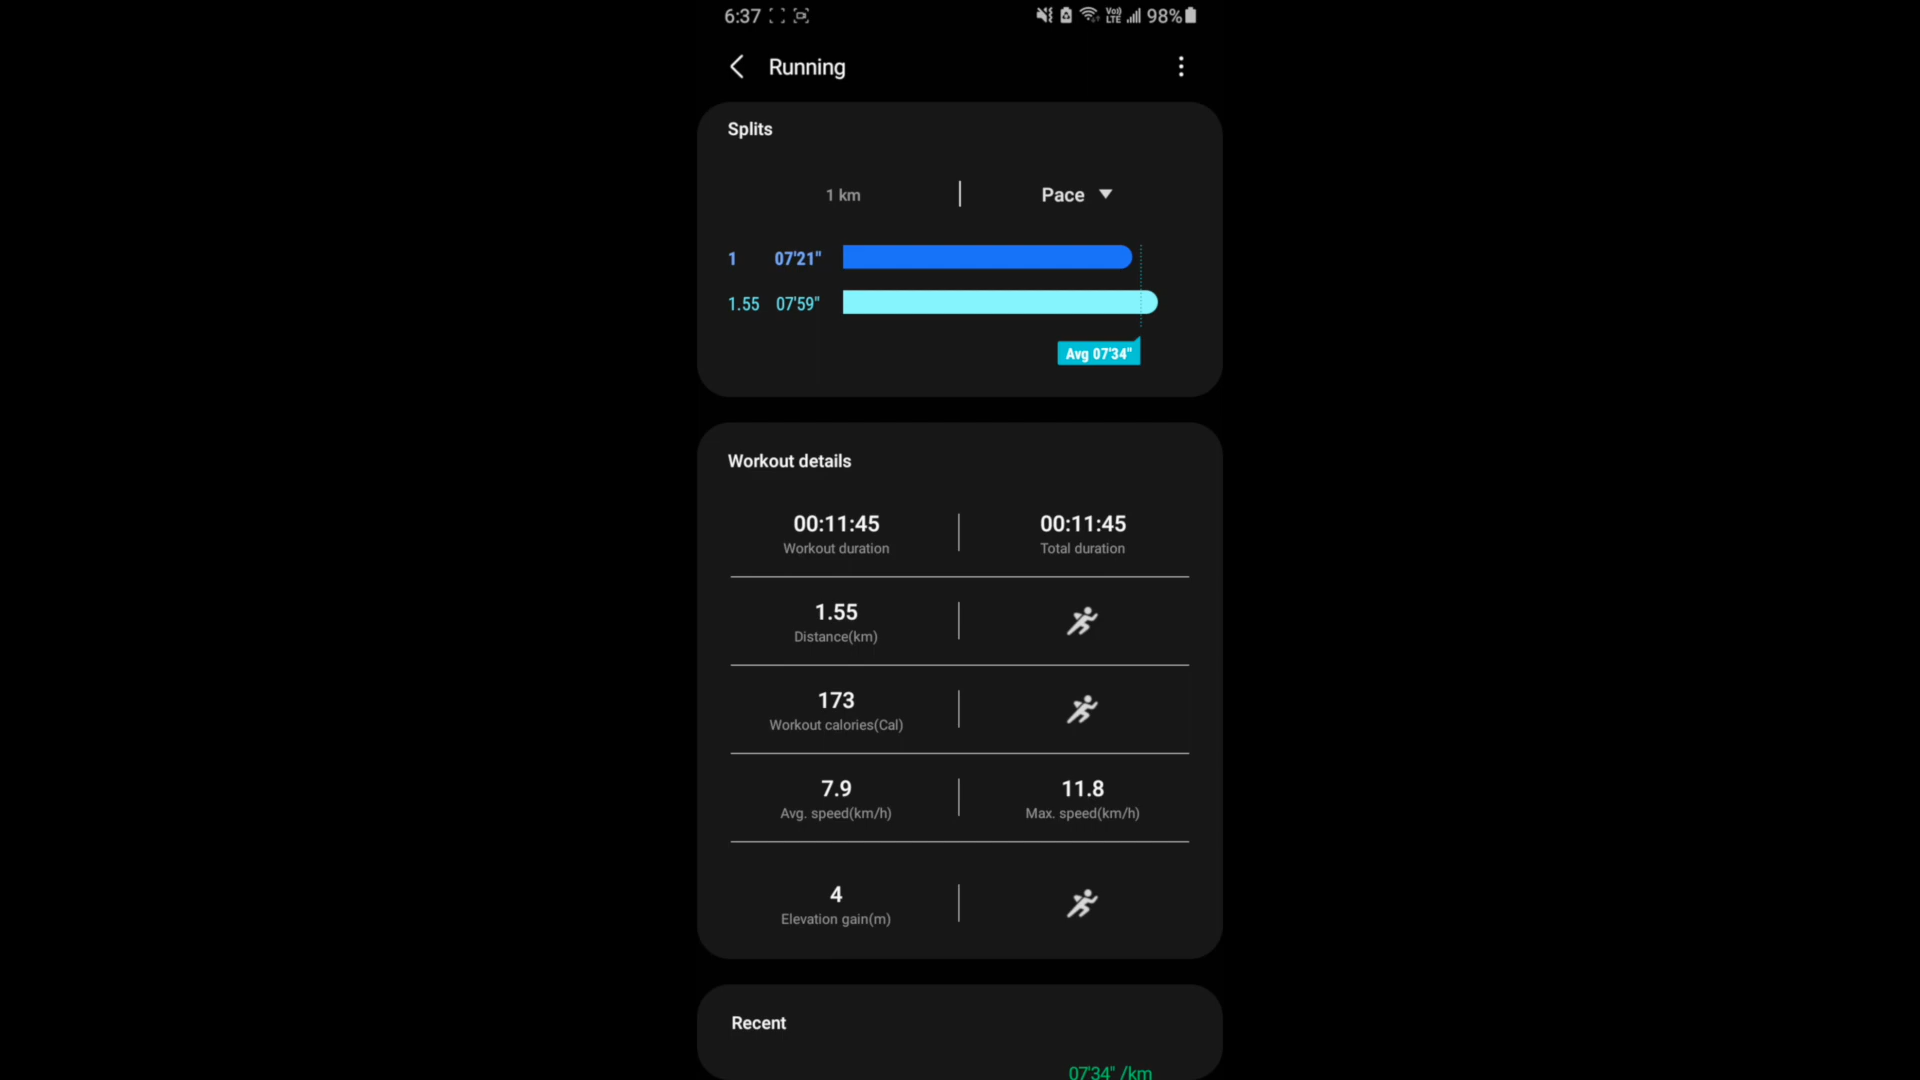 6:37 Vo) LTE 98%
Running
Splits
1 km Pace
1 07'21"
1.55 07'59"
Avg 07'34"
Workout details
00:11:45 00:11:45
Workout duration Total duration
1.55
Distance(km)
173
Workout calories(Cal)
7.9 11.8
Avg. speed(km/h) Max. speed(km/h)
4
Elevation gain(m)
Recent
07'34" /km